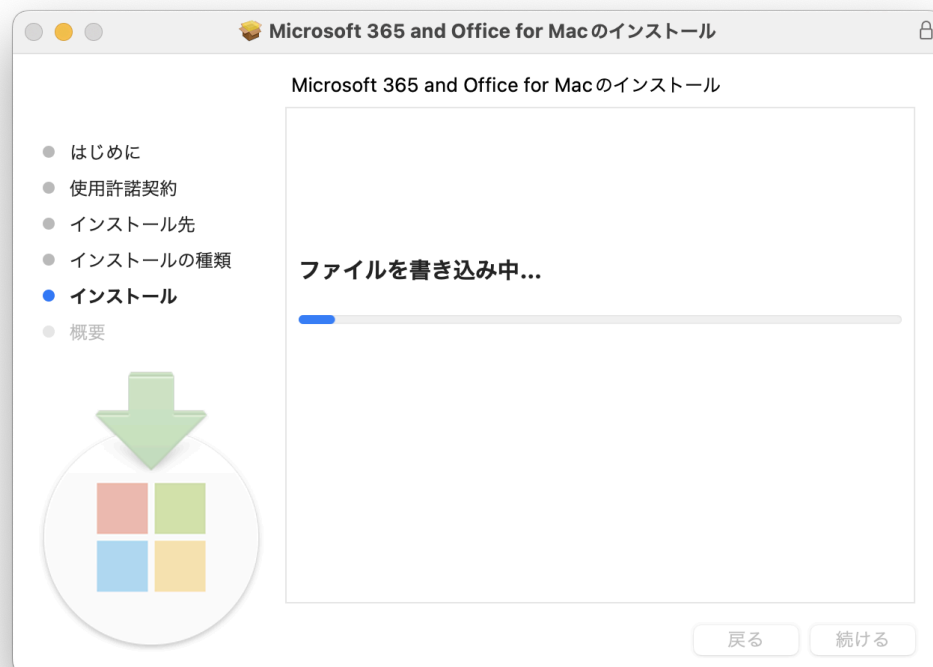 Microsoft 365 and Office for Macのインストール
Microsoft 365 and Office for Macのインストール
はじめに
使用許諾契約
インストール先
インストールの種類
インストール
概要
ファイルを書き込み中...
戻る
続ける